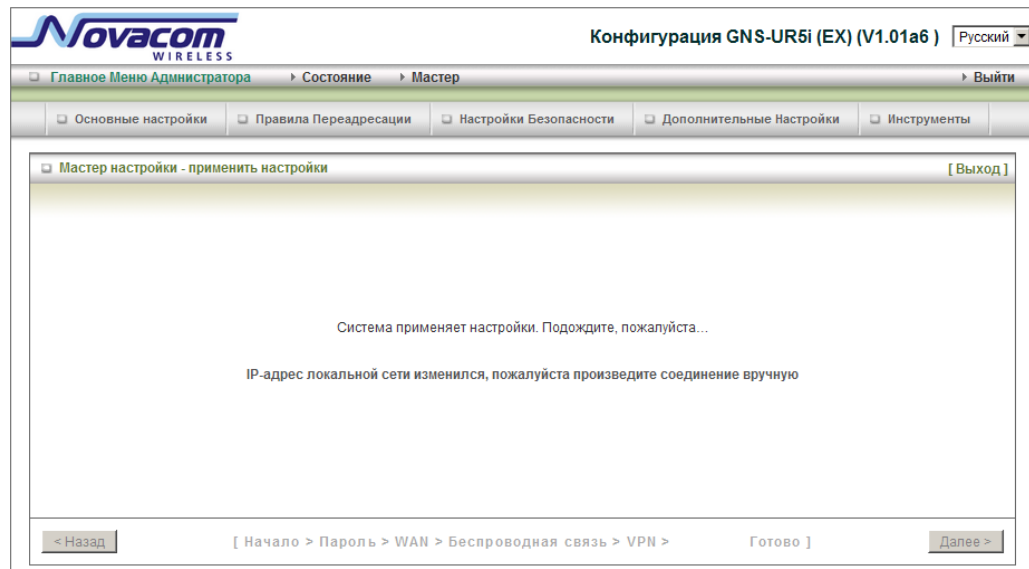 Novacom
WIRELESS
Конфигурация GNS-UR5i (EX) (V1.01a6 )
Русский
Главное Меню Администратора
Состояние
Мастер
Выйти
Основные настройки
Правила Переадресации
Настройки Безопасности
Дополнительные Настройки
Инструменты
Мастер настройки - применить настройки
[ Выход ]
Система применяет настройки. Подождите, пожалуйста...
IP-адрес локальной сети изменился, пожалуйста произведите соединение вручную
< Назад
[ Начало > Пароль > WAN > Беспроводная связь > VPN > Готово ]
Далее >